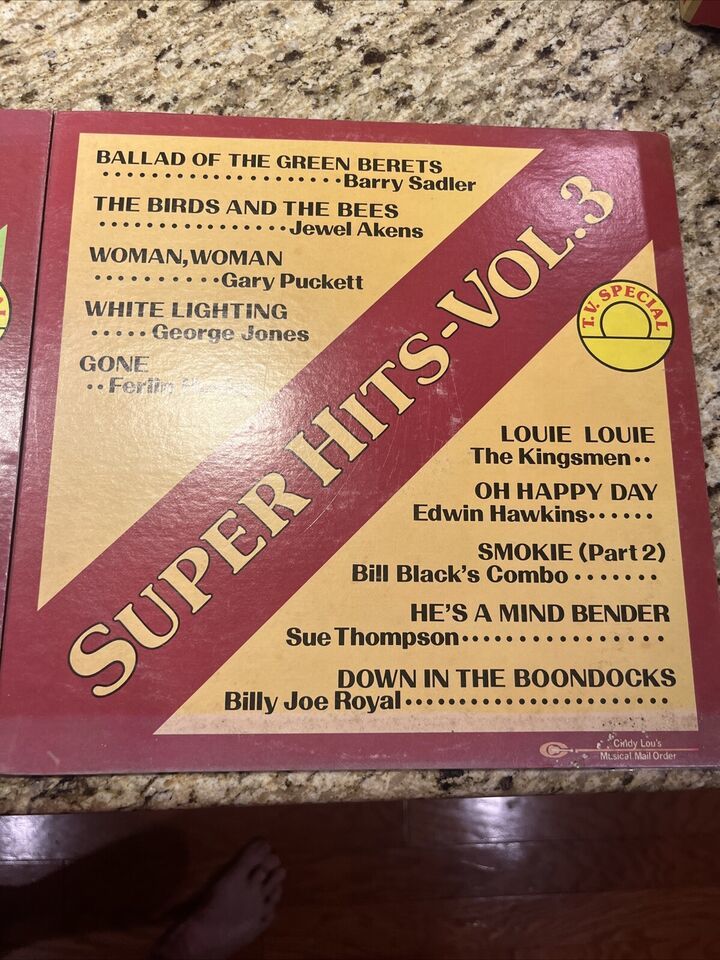 BALLAD OF THE GREEN BERETS
.....................Barry Sadler
THE BIRDS AND THE BEES
.................Jewel Akens
WOMAN,WOMAN
..........Gary Puckett
WHITE LIGHTING
.....George Jones
GONE
..Ferlin
SUPER HITS-VOL.3
T.V. SPECIAL
LOUIE LOUIE
The Kingsmen..
OH HAPPY DAY
Edwin Hawkins......
SMOKIE (Part 2)
Bill Black's Combo .......
HE'S A MIND BENDER
Sue Thompson................
DOWN IN THE BOONDOCKS
Billy Joe Royal.......................
Cindy Lou's
Musical Mail Order